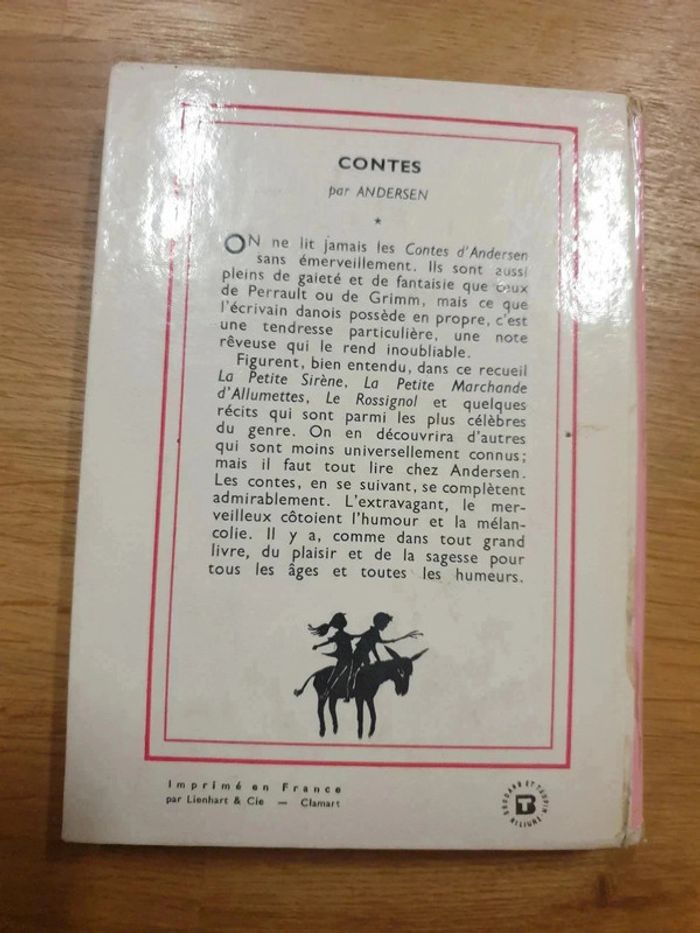 CONTES
par ANDERSEN
*
ON ne lit jamais les Contes d'Andersen
sans émerveillement. Ils sont aussi
pleins de gaieté et de fantaisie que ceux
de Perrault ou de Grimm, mais ce que
l'écrivain danois possède en propre, c'est
une tendresse particulière, une note
rêveuse qui le rend inoubliable.
Figurent, bien entendu, dans ce recueil
La Petite Sirène, La Petite Marchande
d'Allumettes, Le Rossignol et quelques
récits qui sont parmi les plus célèbres
du genre. On en découvrira d'autres
qui sont moins universellement connus;
mais il faut tout lire chez Andersen.
Les contes, en se suivant, se complètent
admirablement. L'extravagant, le mer-
veilleux côtoient l'humour et la mélan-
colie. Il y a, comme dans tout grand
livre, du plaisir et de la sagesse pour
tous les âges et toutes les humeurs.
Imprimé en France
par Lienhart & Cie — Clamart
BRODARD ET TAUPIN
RELIURE